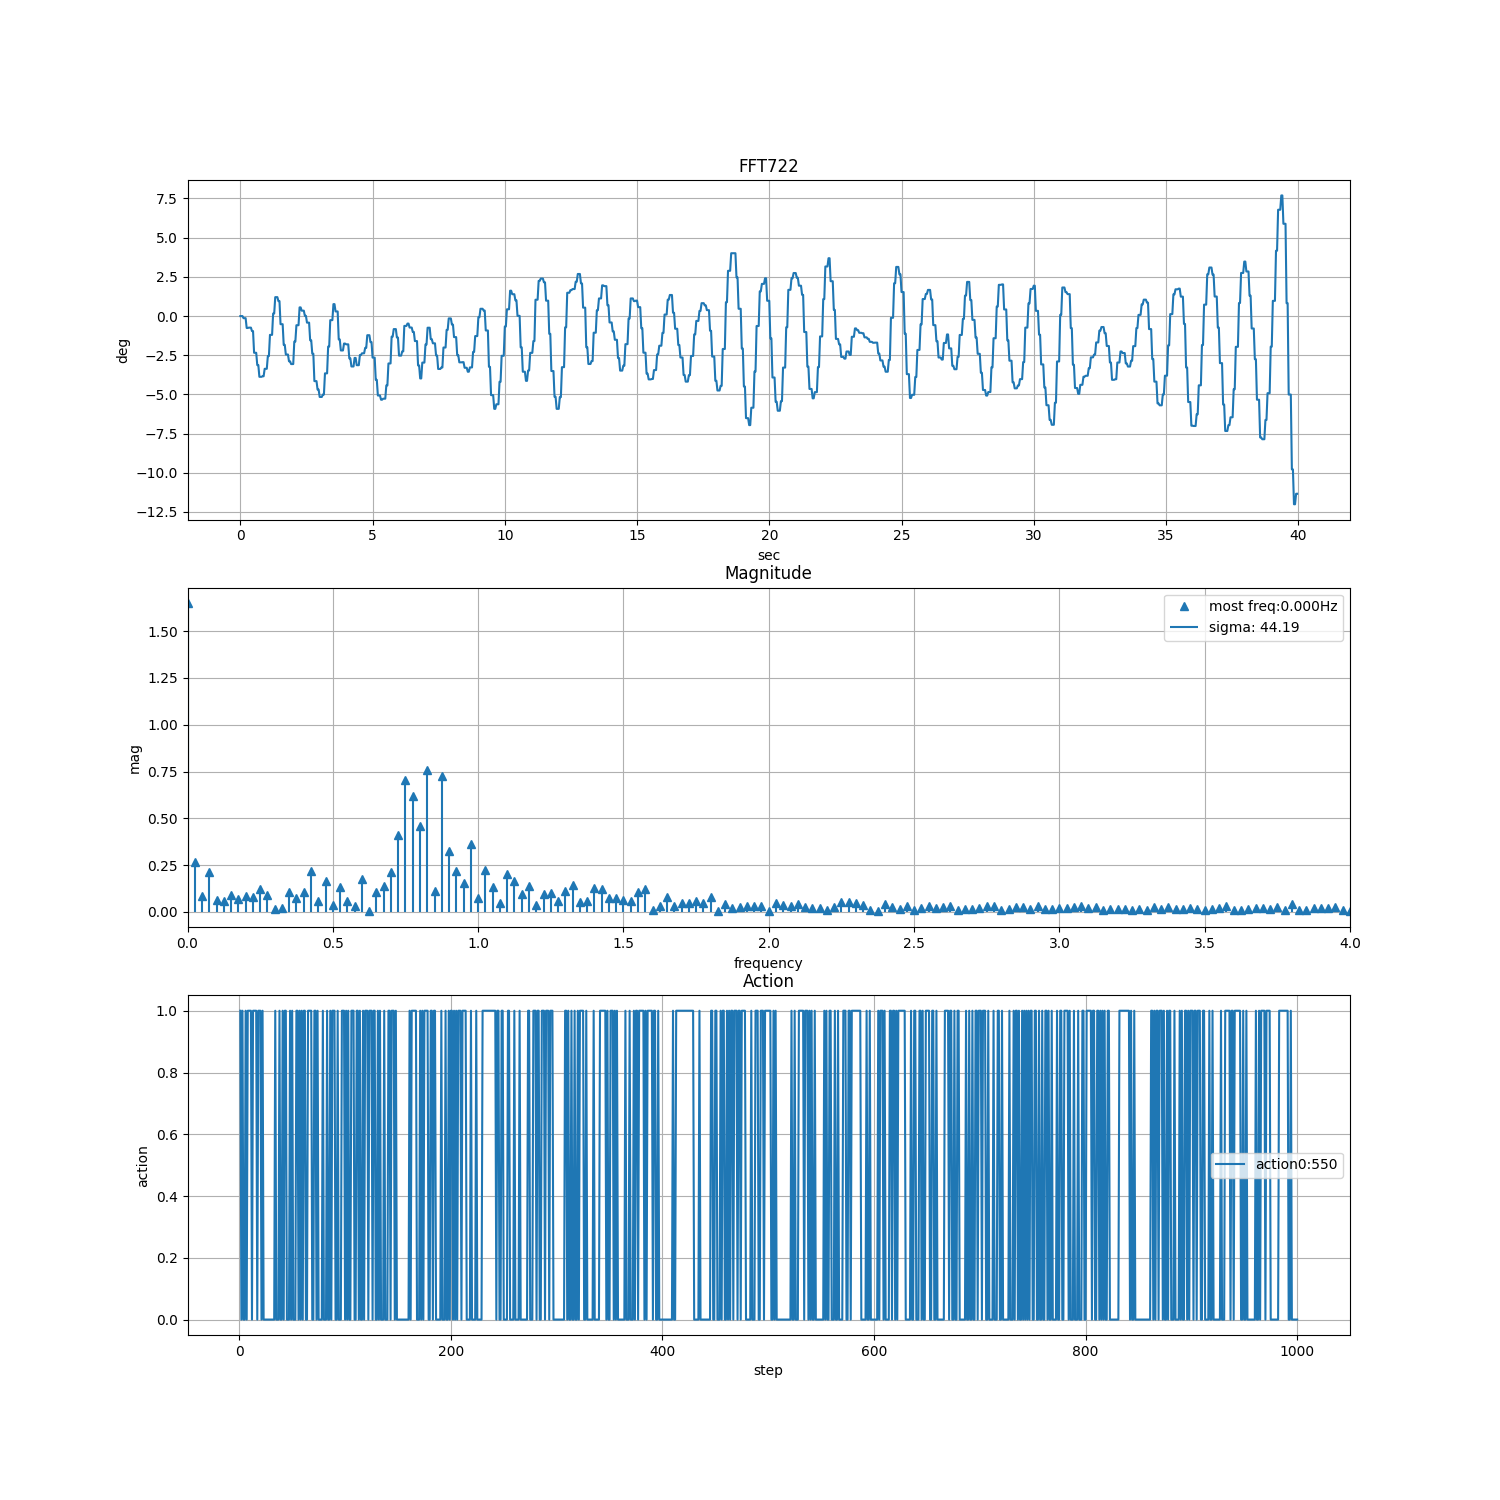 FFT722
7.5
5.0
2.5
0.0
−2.5
−5.0
−7.5
−10.0
−12.5
deg
0 5 10 15 20 25 30 35 40
sec
Magnitude
most freq:0.000Hz
sigma: 44.19
1.50
1.25
1.00
0.75
0.50
0.25
0.00
mag
0.0 0.5 1.0 1.5 2.0 2.5 3.0 3.5 4.0
frequency
Action
1.0
0.8
0.6
0.4
0.2
0.0
action
action0:550
0 200 400 600 800 1000
step